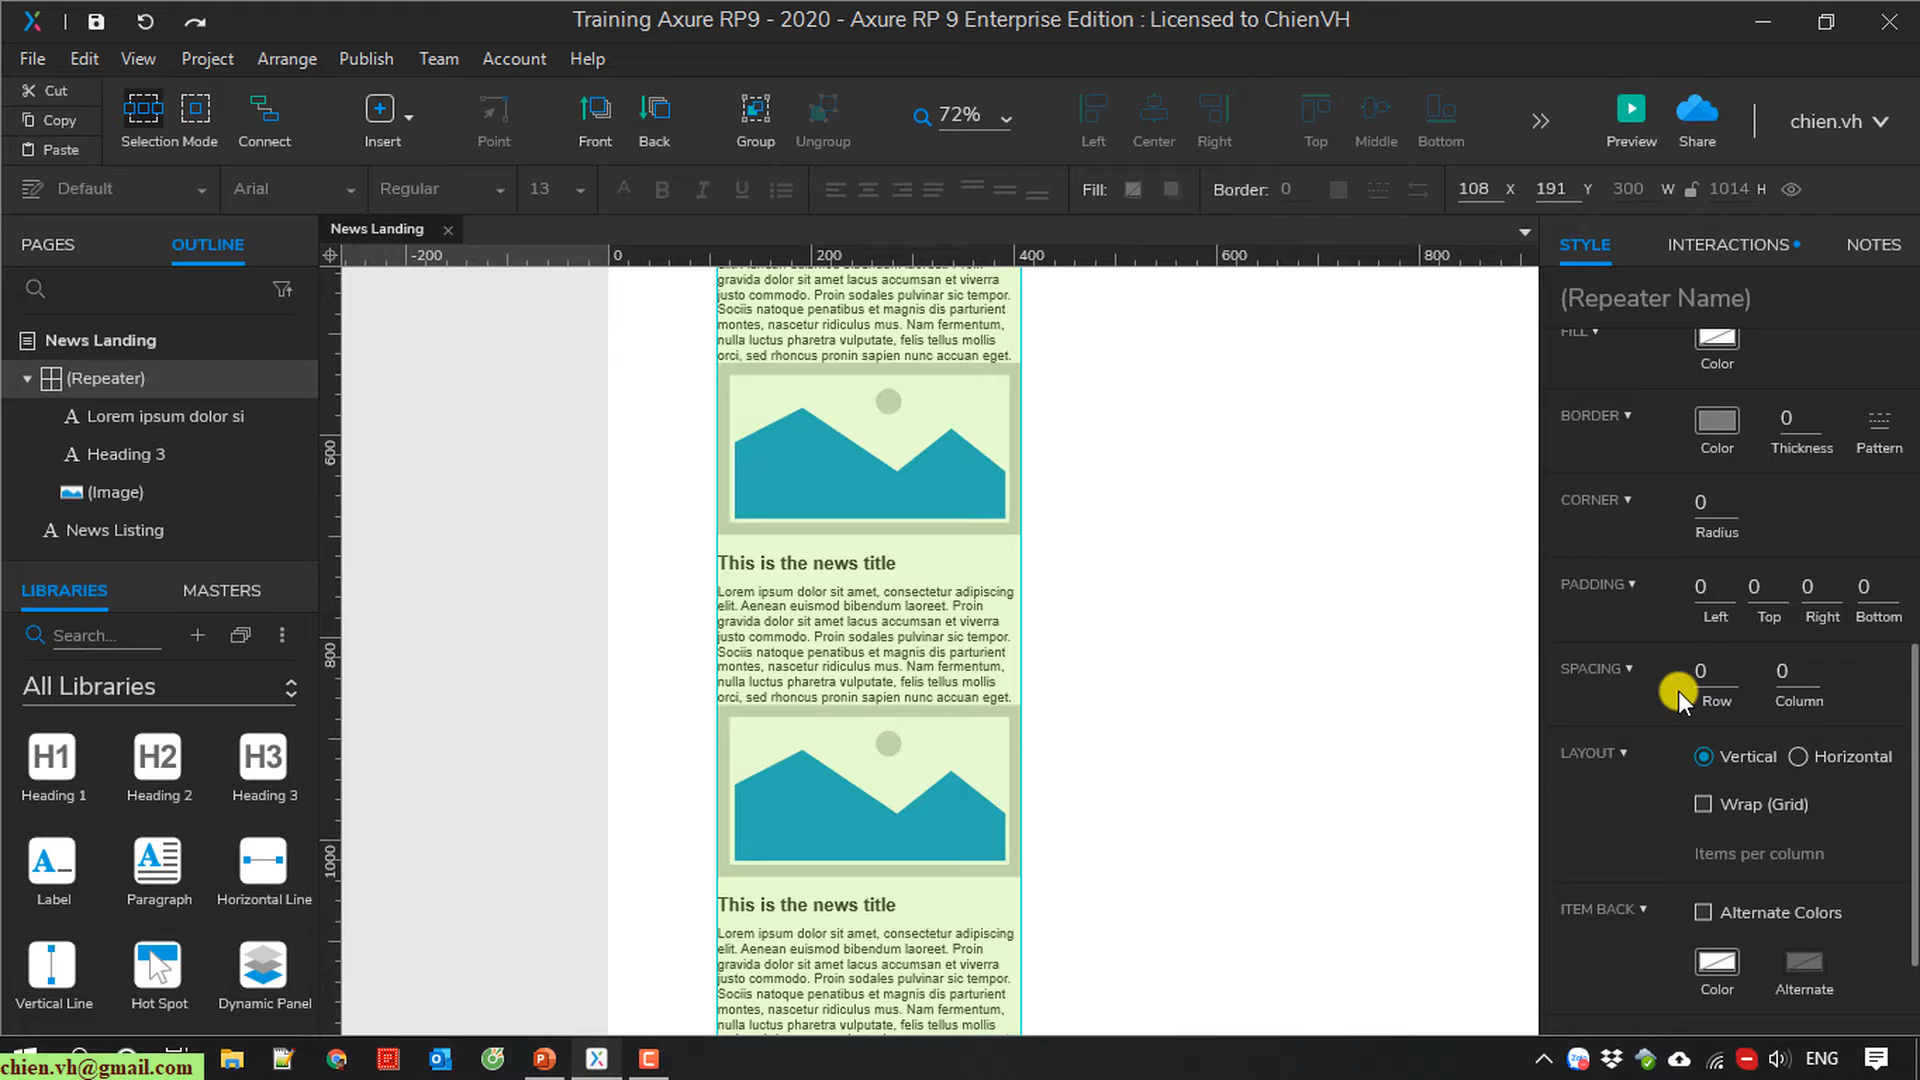 Training Axure RP9 - 2020 - Axure RP 9 Enterprise Edition : Licensed to ChienVH
File Edit View Project Arrange Publish Team Account Help
Cut
Copy
Paste
Selection Mode Connect Insert Point Front Back Group Ungroup 72% Left Center Right Top Middle Bottom Preview Share chien.vh
Default Arial Regular 13 Fill: Border: 0 108 X 191 Y 300 W 1014 H
PAGES OUTLINE
News Landing
-200 0 200 400 600 800
600
800
1000
News Landing
(Repeater)
Lorem ipsum dolor si
Heading 3
(Image)
News Listing
LIBRARIES MASTERS
Search...
All Libraries
H1 H2 H3
Heading 1 Heading 2 Heading 3
Label Paragraph Horizontal Line
Vertical Line Hot Spot Dynamic Panel
gravida dolor sit amet lacus accumsan et viverra
justo commodo. Proin sodales pulvinar sic tempor.
Sociis natoque penatibus et magnis dis parturient
montes, nascetur ridiculus mus. Nam fermentum,
nulla luctus pharetra vulputate, felis tellus mollis
orci, sed rhoncus pronin sapien nunc accuan eget.
This is the news title
Lorem ipsum dolor sit amet, consectetur adipiscing
elit. Aenean euismod bibendum laoreet. Proin
gravida dolor sit amet lacus accumsan et viverra
justo commodo. Proin sodales pulvinar sic tempor.
Sociis natoque penatibus et magnis dis parturient
montes, nascetur ridiculus mus. Nam fermentum,
nulla luctus pharetra vulputate, felis tellus mollis
orci, sed rhoncus pronin sapien nunc accuan eget.
This is the news title
Lorem ipsum dolor sit amet, consectetur adipiscing
elit. Aenean euismod bibendum laoreet. Proin
gravida dolor sit amet lacus accumsan et viverra
justo commodo. Proin sodales pulvinar sic tempor.
Sociis natoque penatibus et magnis dis parturient
montes, nascetur ridiculus mus. Nam fermentum,
nulla luctus pharetra vulputate, felis tellus mollis
STYLE INTERACTIONS NOTES
(Repeater Name)
FILL
Color
BORDER 0
Color Thickness Pattern
CORNER 0
Radius
PADDING 0 0 0 0
Left Top Right Bottom
SPACING 0 0
Row Column
LAYOUT Vertical Horizontal
Wrap (Grid)
Items per column
ITEM BACK Alternate Colors
Color Alternate
chien.vh@gmail.com
Zalo
ENG